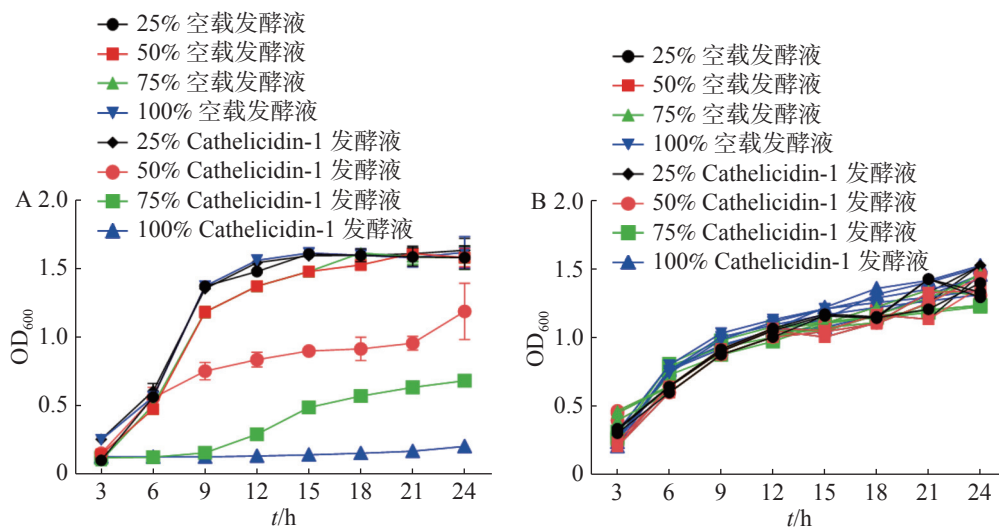 25% 空载发酵液
50% 空载发酵液
75% 空载发酵液
100% 空载发酵液
25% Cathelicidin-1 发酵液
50% Cathelicidin-1 发酵液
75% Cathelicidin-1 发酵液
100% Cathelicidin-1 发酵液
A
2.0
1.5
1.0
0.5
0
OD600
3 6 9 12 15 18 21 24
t/h
25% 空载发酵液
50% 空载发酵液
75% 空载发酵液
100% 空载发酵液
25% Cathelicidin-1 发酵液
50% Cathelicidin-1 发酵液
75% Cathelicidin-1 发酵液
100% Cathelicidin-1 发酵液
B
2.0
1.5
1.0
0.5
0
OD600
3 6 9 12 15 18 21 24
t/h